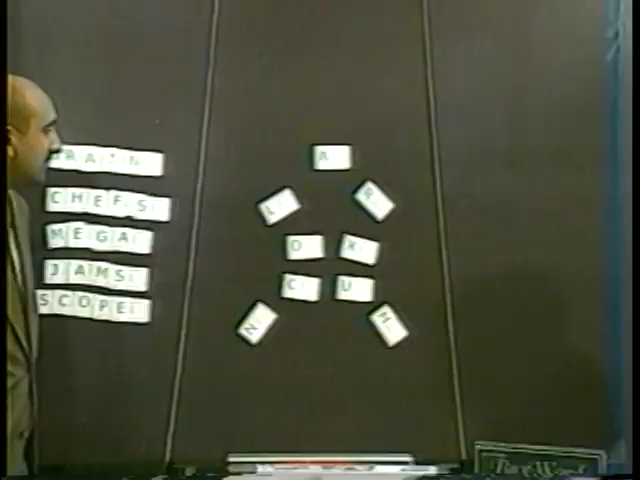 RAIN
CHEFS
MEGA
JAMS
SCOPE
A
L R
O X
C U
N M